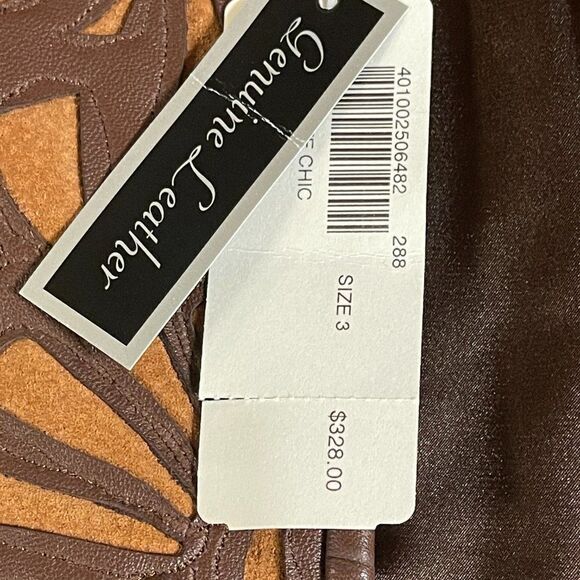 Genuine Leather
401002506482
288
CHIC
SIZE 3
$328.00